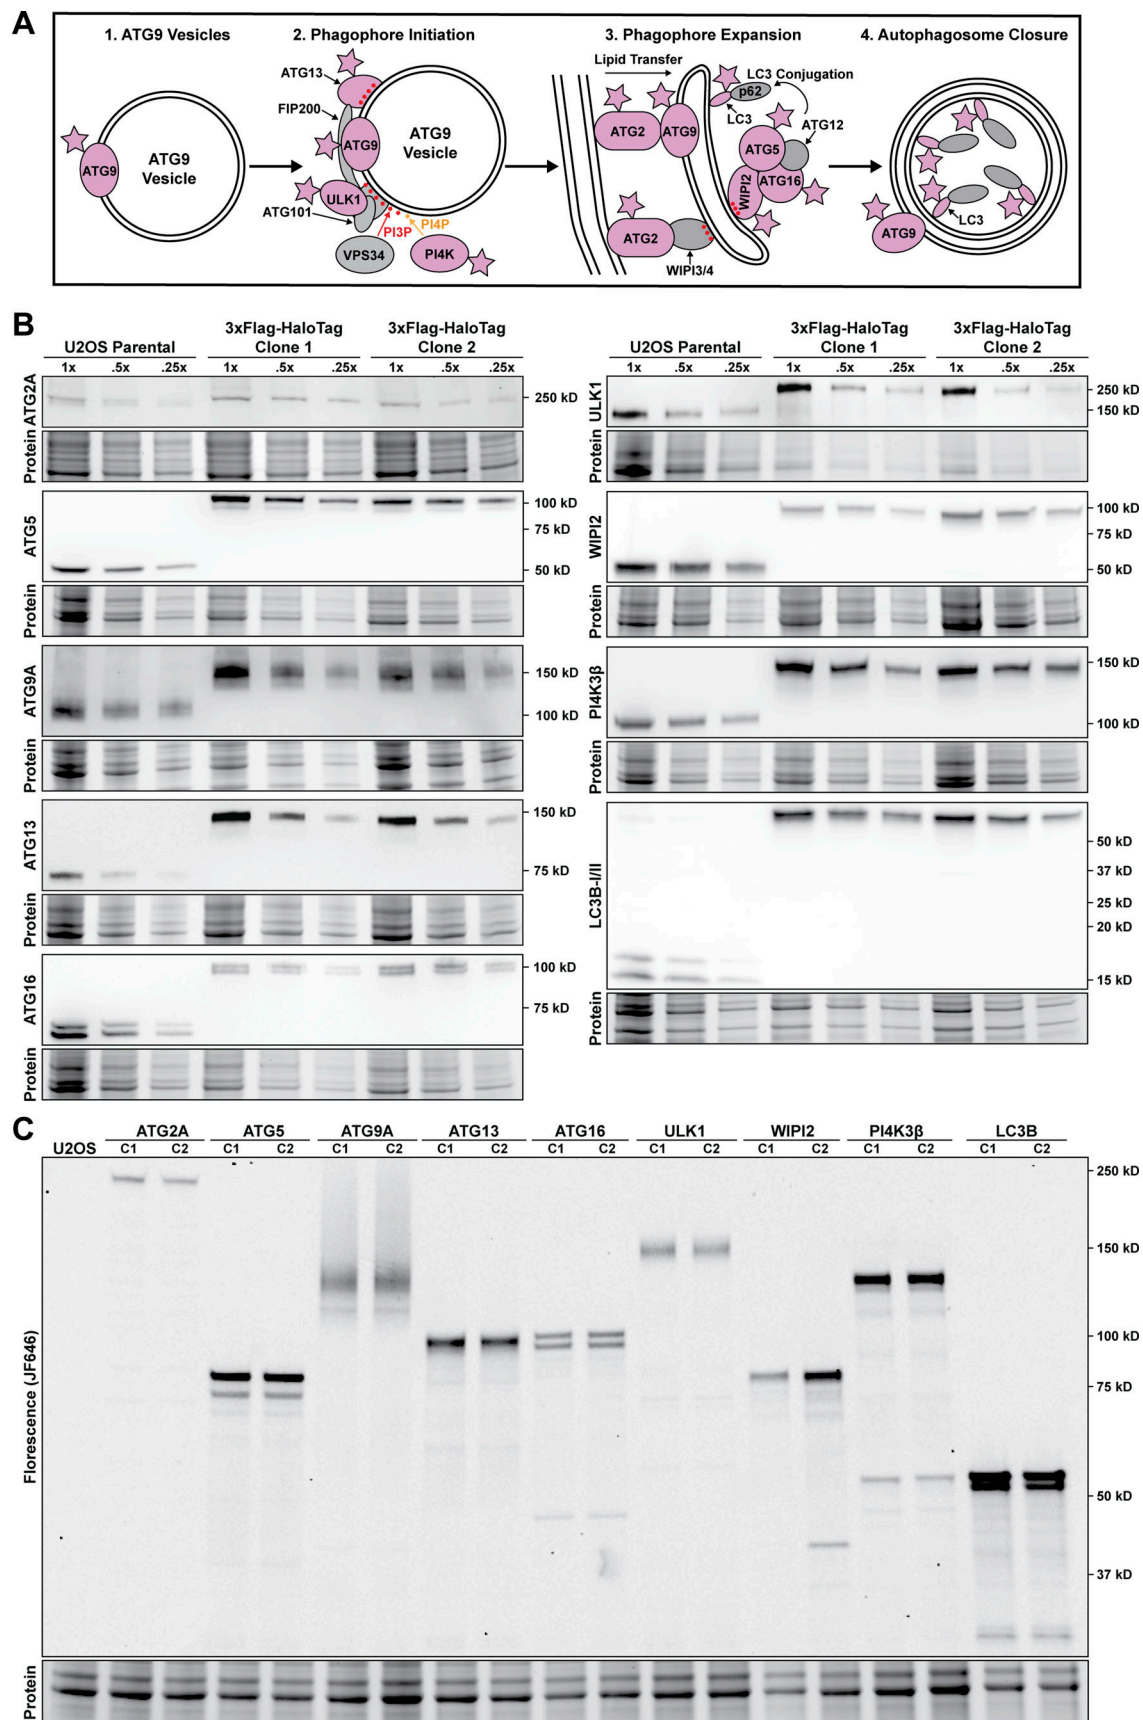 A
1. ATG9 Vesicles
2. Phagophore Initiation
3. Phagophore Expansion
4. Autophagosome Closure
ATG9
ATG9
Vesicle
ATG13
FIP200
ATG9
ATG9
Vesicle
ULK1
ATG101
PI3P
PI4P
VPS34
PI4K
Lipid Transfer
LC3 Conjugation
p62
LC3
ATG12
ATG2
ATG9
ATG5
WIPI2
ATG16
ATG2
WIPI3/4
LC3
ATG9
B
U2OS Parental
3xFlag-HaloTag
Clone 1
3xFlag-HaloTag
Clone 2
1x .5x .25x 1x .5x .25x 1x .5x .25x
ATG2A
250 kD
Protein
ATG5
100 kD
75 kD
50 kD
Protein
ATG9A
150 kD
100 kD
Protein
ATG13
150 kD
75 kD
Protein
ATG16
100 kD
75 kD
Protein
U2OS Parental
3xFlag-HaloTag
Clone 1
3xFlag-HaloTag
Clone 2
1x .5x .25x 1x .5x .25x 1x .5x .25x
ULK1
250 kD
150 kD
Protein
WIPI2
100 kD
75 kD
50 kD
Protein
PI4K3β
150 kD
100 kD
Protein
LC3B-I/II
50 kD
37 kD
25 kD
20 kD
15 kD
Protein
C
U2OS
ATG2A ATG5 ATG9A ATG13 ATG16 ULK1 WIPI2 PI4K3β LC3B
C1 C2 C1 C2 C1 C2 C1 C2 C1 C2 C1 C2 C1 C2 C1 C2 C1 C2
Florescence (JF646)
250 kD
150 kD
100 kD
75 kD
50 kD
37 kD
Protein